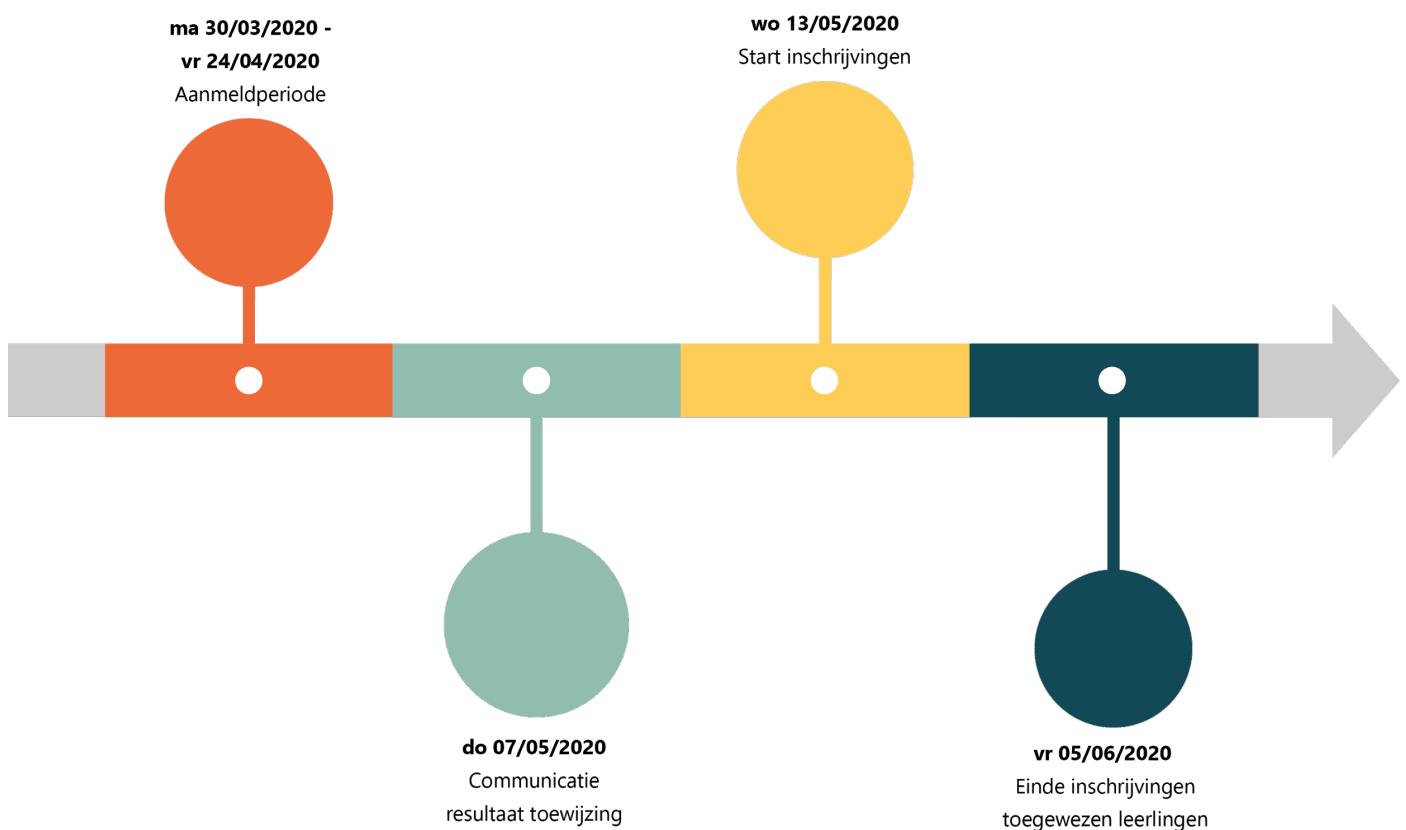 ma 30/03/2020 -
vr 24/04/2020
Aanmeldperiode
do 07/05/2020
Communicatie
resultaat toewijzing
wo 13/05/2020
Start inschrijvingen
vr 05/06/2020
Einde inschrijvingen
toegewezen leerlingen